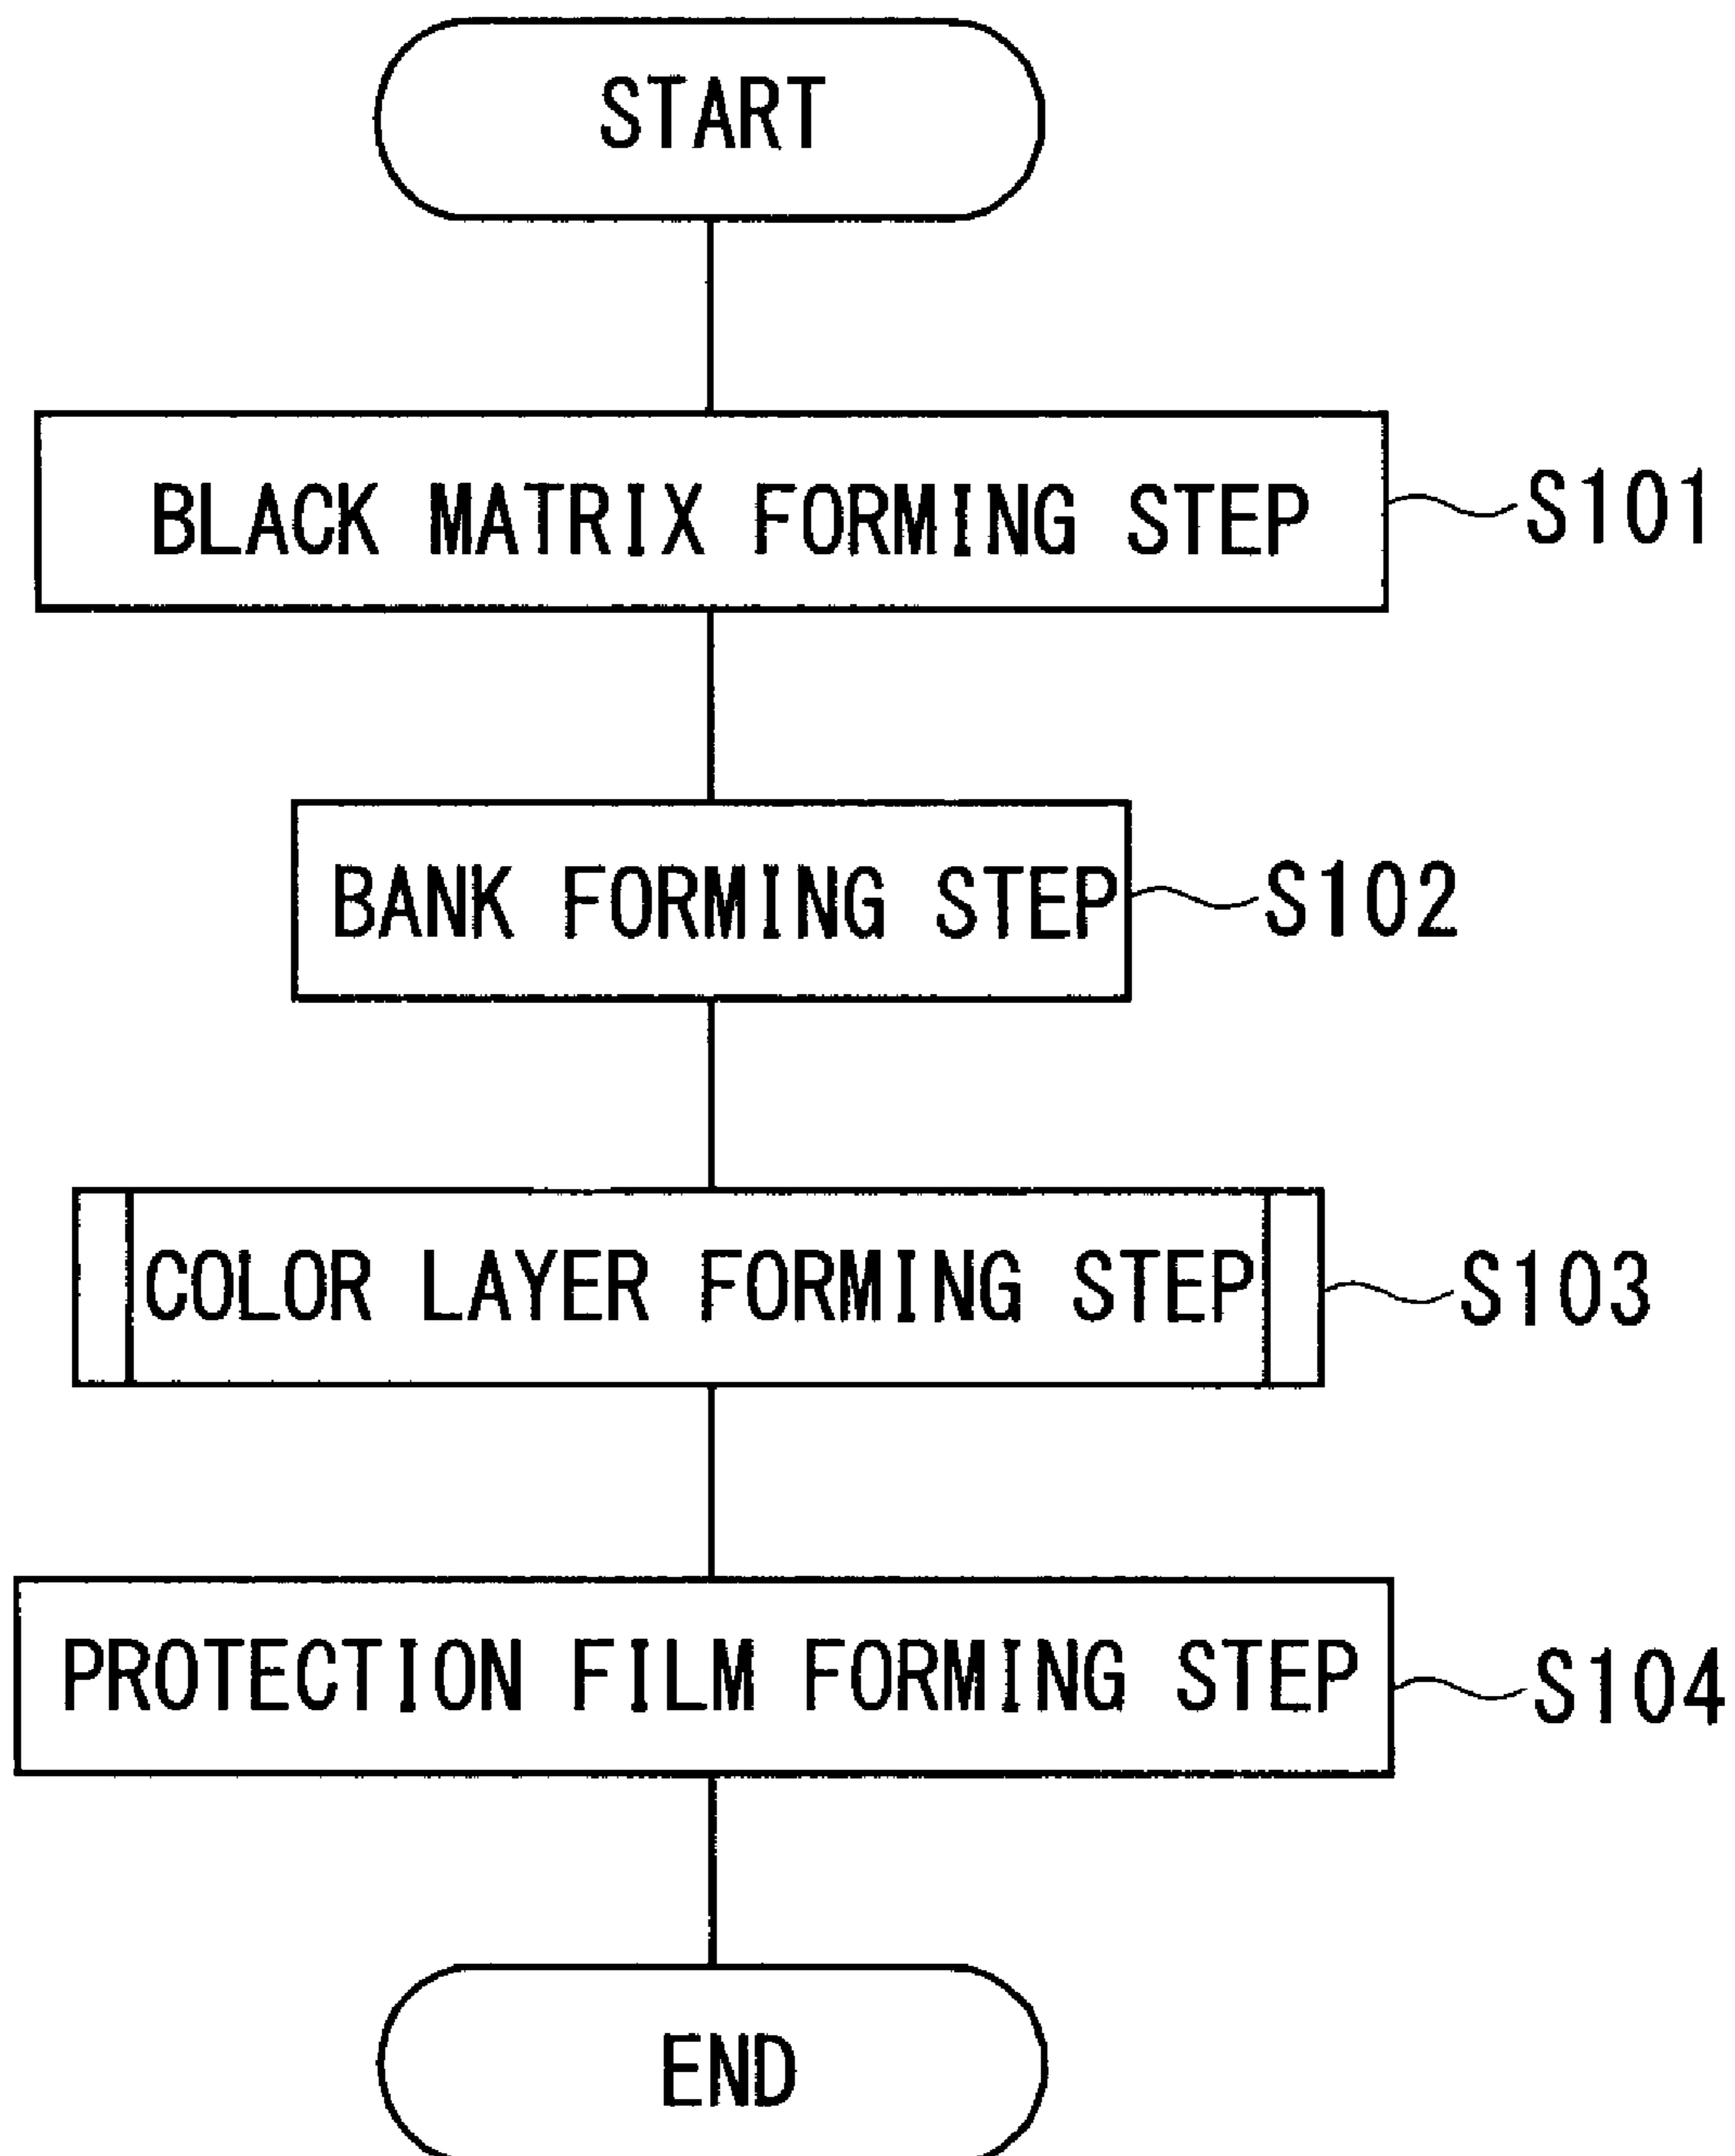 START
BLACK MATRIX FORMING STEP S101
BANK FORMING STEP S102
COLOR LAYER FORMING STEP S103
PROTECTION FILM FORMING STEP S104
END